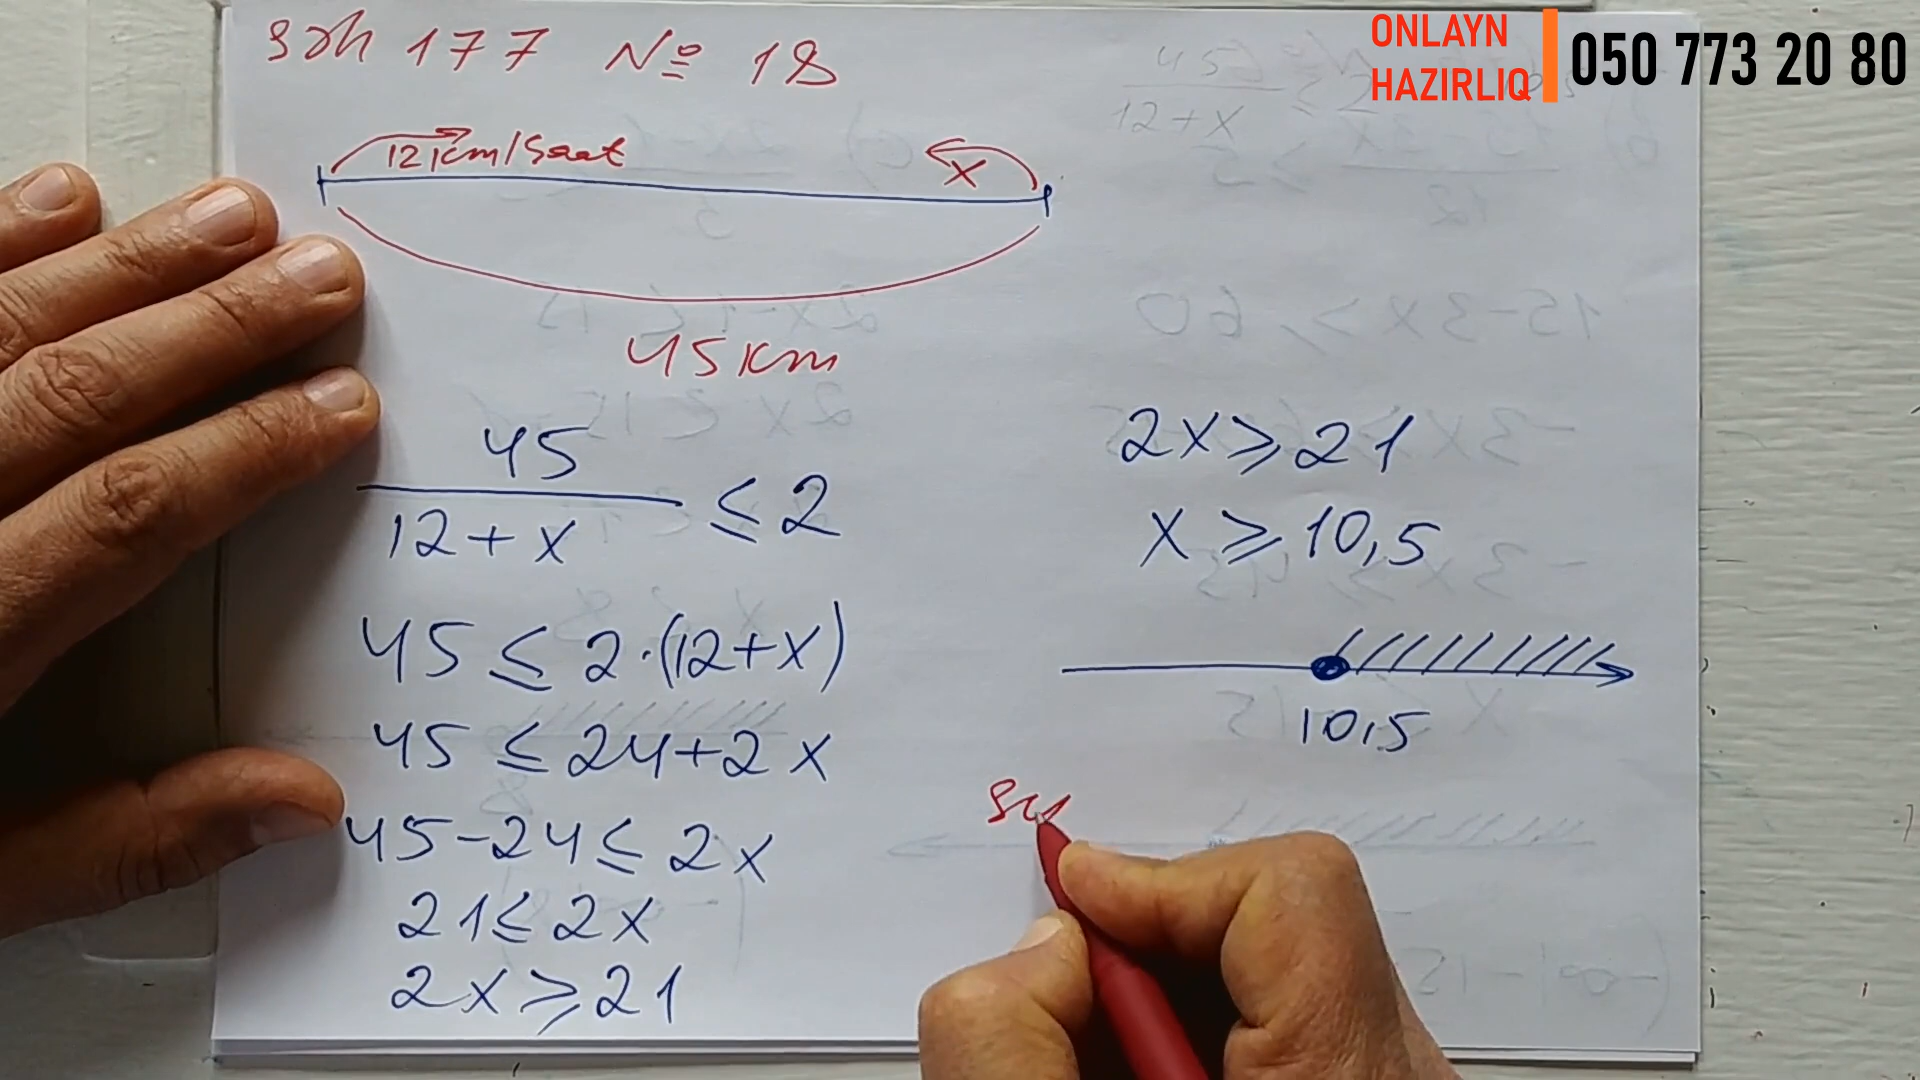 səh 177 № 18
ONLAYN
HAZIRLIQ
050 773 20 80
12 km/saat
x
45 km
45
12+x
≤ 2
45 ≤ 2·(12+x)
45 ≤ 24+2x
45-24 ≤ 2x
21 ≤ 2x
2x ≥ 21
2x ≥ 21
x ≥ 10,5
10,5